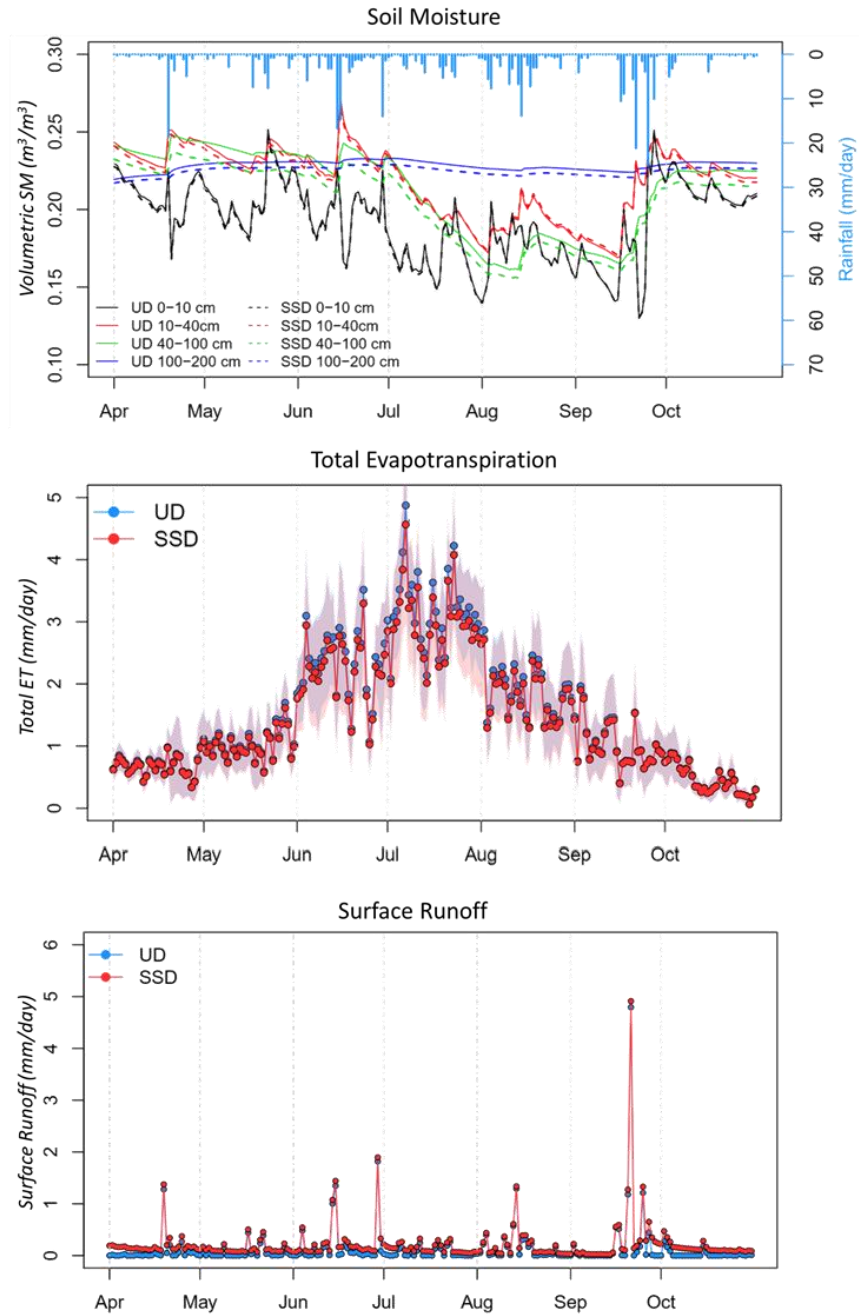 Soil Moisture
0.30
0.25
0.20
0.15
0.10
Volumetric SM (m³/m³)
0
10
20
30
40
50
60
70
Rainfall (mm/day)
UD 0−10 cm
UD 10−40cm
UD 40−100 cm
UD 100−200 cm
SSD 0−10 cm
SSD 10−40 cm
SSD 40−100 cm
SSD 100−200 cm
Apr May Jun Jul Aug Sep Oct
Total Evapotranspiration
5
4
3
2
1
0
Total ET (mm/day)
UD
SSD
Apr May Jun Jul Aug Sep Oct
Surface Runoff
6
5
4
3
2
1
0
Surface Runoff (mm/day)
UD
SSD
Apr May Jun Jul Aug Sep Oct